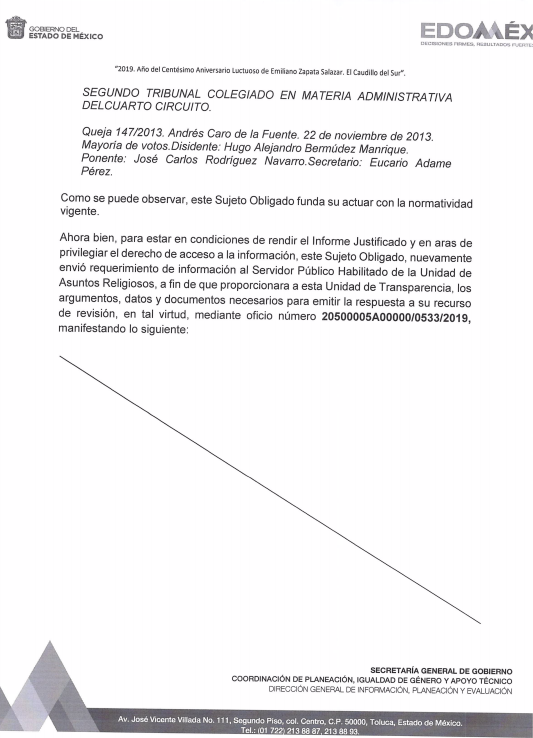 GOBIERNO DEL
ESTADO DE MÉXICO
EDOMÉX
DECISIONES FIRMES, RESULTADOS FUERTES
"2019. Año del Centésimo Aniversario Luctuoso de Emiliano Zapata Salazar. El Caudillo del Sur".
SEGUNDO TRIBUNAL COLEGIADO EN MATERIA ADMINISTRATIVA
DELCUARTO CIRCUITO.
Queja 147/2013. Andrés Caro de la Fuente. 22 de noviembre de 2013.
Mayoría de votos.Disidente: Hugo Alejandro Bermúdez Manrique.
Ponente: José Carlos Rodríguez Navarro.Secretario: Eucario Adame
Pérez.
Como se puede observar, este Sujeto Obligado funda su actuar con la normatividad
vigente.
Ahora bien, para estar en condiciones de rendir el Informe Justificado y en aras de
privilegiar el derecho de acceso a la información, este Sujeto Obligado, nuevamente
envió requerimiento de información al Servidor Público Habilitado de la Unidad de
Asuntos Religiosos, a fin de que proporcionara a esta Unidad de Transparencia, los
argumentos, datos y documentos necesarios para emitir la respuesta a su recurso
de revisión, en tal virtud, mediante oficio número 20500005A00000/0533/2019,
manifestando lo siguiente:
SECRETARÍA GENERAL DE GOBIERNO
COORDINACIÓN DE PLANEACIÓN, IGUALDAD DE GÉNERO Y APOYO TÉCNICO
DIRECCIÓN GENERAL DE INFORMACIÓN, PLANEACIÓN Y EVALUACIÓN
Av. José Vicente Villada No. 111, Segundo Piso, col. Centro, C.P. 50000, Toluca, Estado de México.
Tel.: (01 722) 213 88 87, 213 88 93.